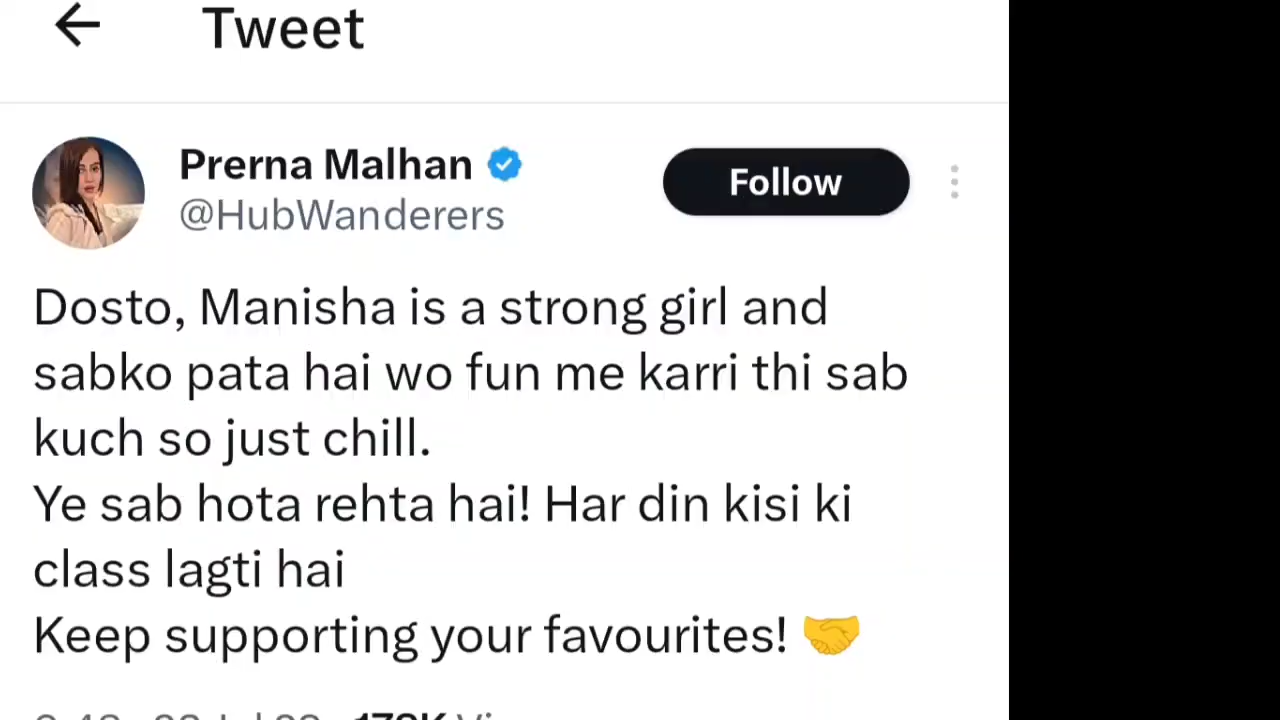 Tweet
Prerna Malhan
@HubWanderers
Follow
Dosto, Manisha is a strong girl and
sabko pata hai wo fun me karri thi sab
kuch so just chill.
Ye sab hota rehta hai! Har din kisi ki
class lagti hai
Keep supporting your favourites! 🤝